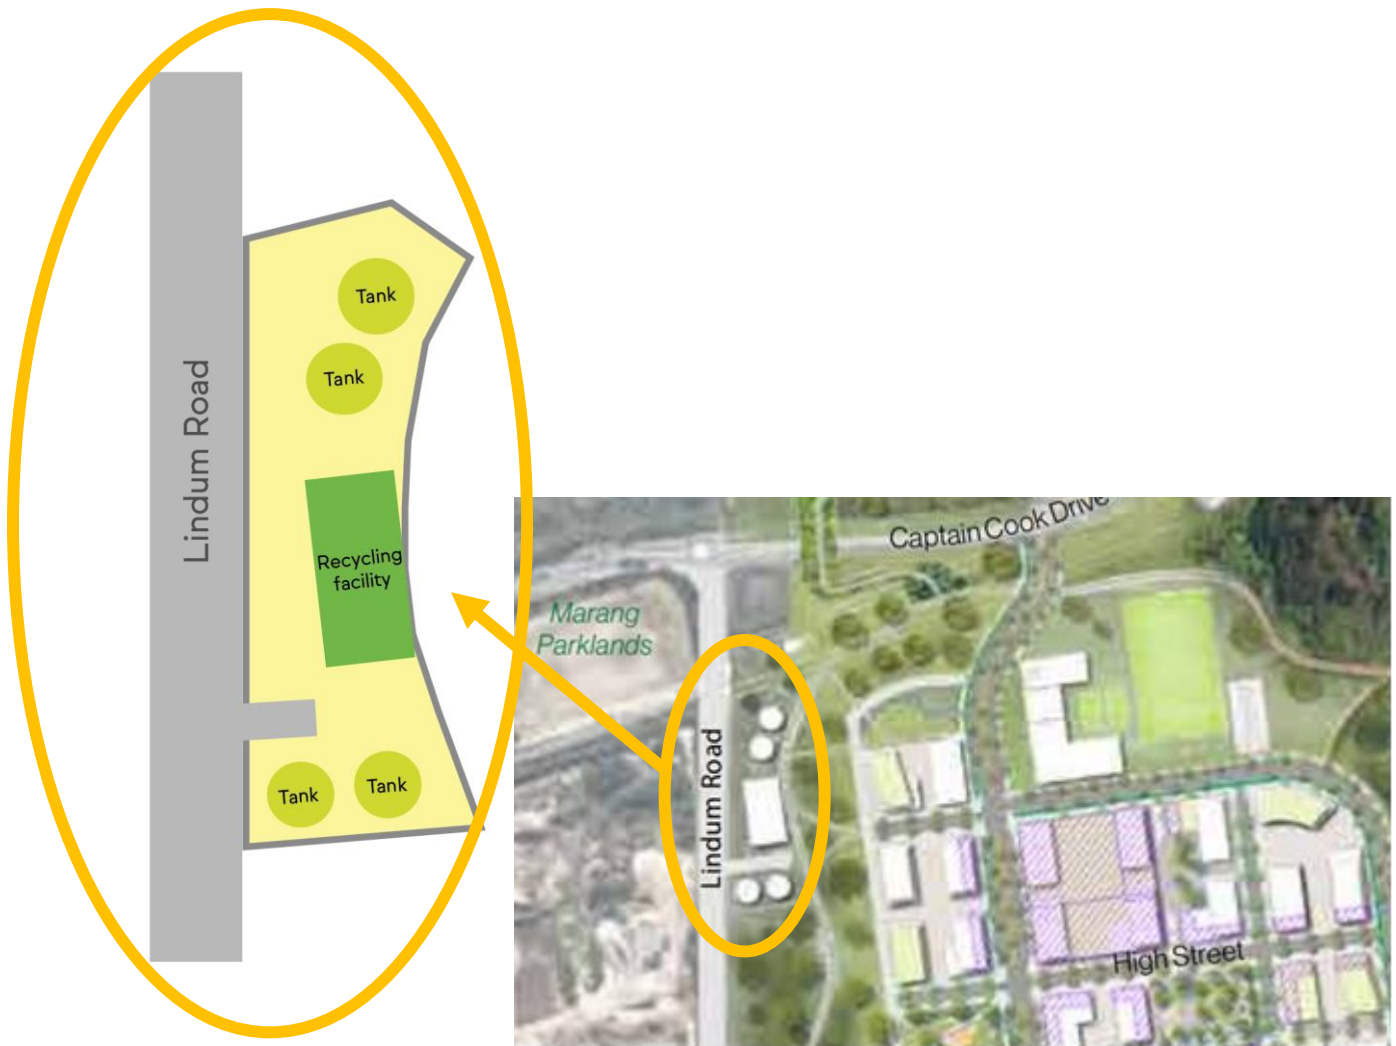 Tank
Tank
Lindum Road
Recycling
facility
Tank
Tank
Captain Cook Drive
Marang
Parklands
Lindum Road
High Street